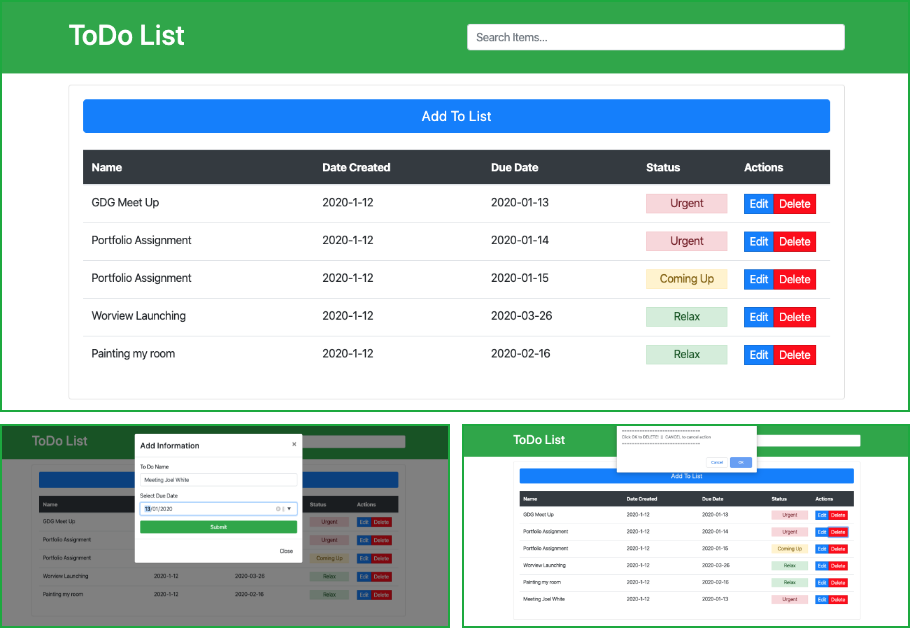 ToDo List
Search Items...
Add To List
Name Date Created Due Date Status Actions
GDG Meet Up 2020-1-12 2020-01-13 Urgent Edit Delete
Portfolio Assignment 2020-1-12 2020-01-14 Urgent Edit Delete
Portfolio Assignment 2020-1-12 2020-01-15 Coming Up Edit Delete
Worview Launching 2020-1-12 2020-03-26 Relax Edit Delete
Painting my room 2020-1-12 2020-02-16 Relax Edit Delete
ToDo List
Add Information ×
To Do Name
Meeting Joel White
Select Due Date
13/01/2020
Submit
Close
Name Status Actions
GDG Meet Up Urgent Edit Delete
Portfolio Assignment Urgent Edit Delete
Portfolio Assignment Coming Up Edit Delete
Worview Launching 2020-1-12 2020-03-26 Relax Edit Delete
Painting my room 2020-1-12 2020-02-16 Relax Edit Delete
ToDo List
Click OK to DELETE! & CANCEL to cancel action
Cancel OK
Add To List
Name Date Created Due Date Status Actions
GDG Meet Up 2020-1-12 2020-01-13 Urgent Edit Delete
Portfolio Assignment 2020-1-12 2020-01-14 Urgent Edit Delete
Portfolio Assignment 2020-1-12 2020-01-15 Coming Up Edit Delete
Worview Launching 2020-1-12 2020-03-26 Relax Edit Delete
Painting my room 2020-1-12 2020-02-16 Relax Edit Delete
Meeting Joel White 2020-1-12 2020-01-13 Urgent Edit Delete